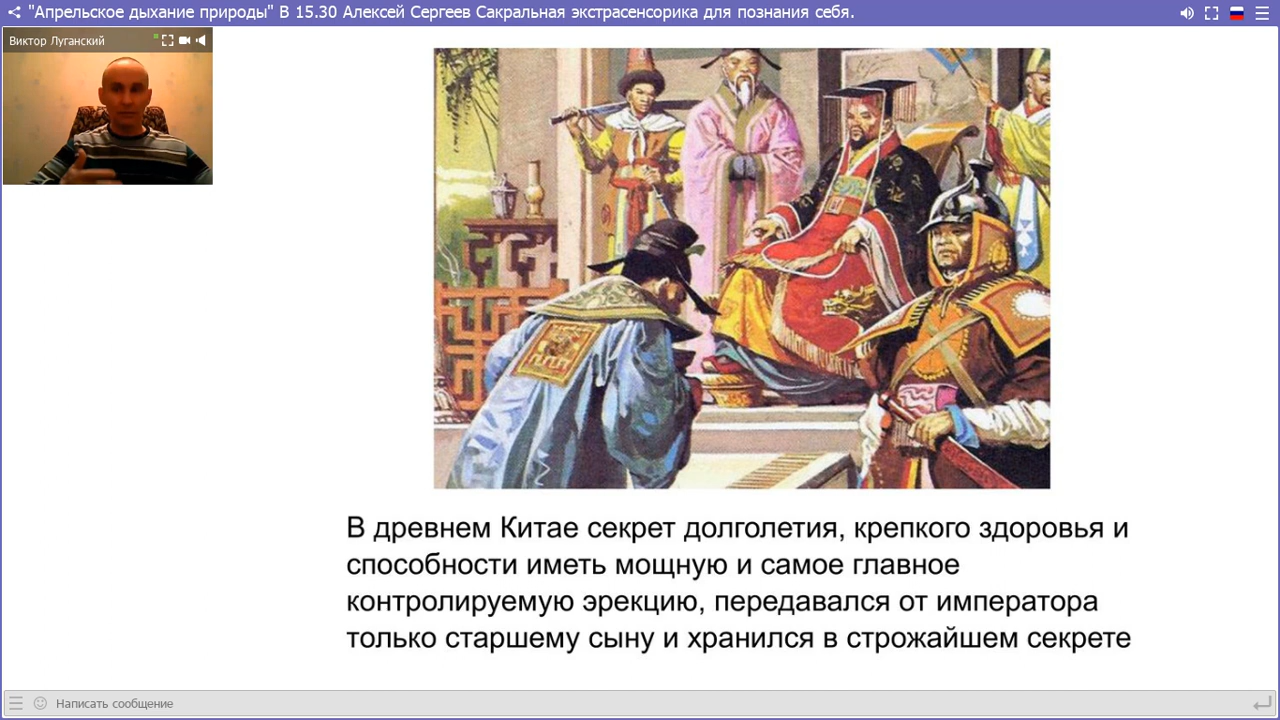 "Апрельское дыхание природы" В 15.30 Алексей Сергеев Сакральная экстрасенсорика для познания себя.
Виктор Луганский
В древнем Китае секрет долголетия, крепкого здоровья и
способности иметь мощную и самое главное
контролируемую эрекцию, передавался от императора
только старшему сыну и хранился в строжайшем секрете
Написать сообщение